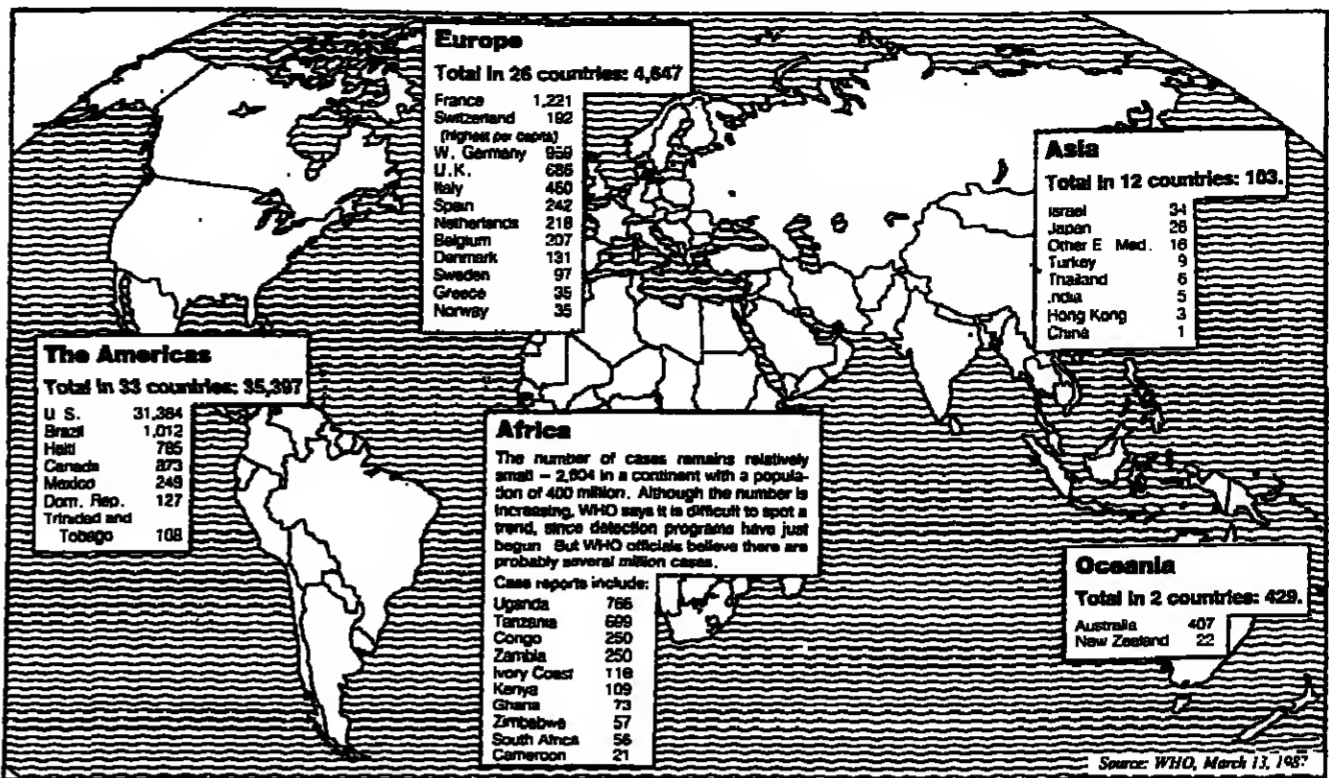 Europe
Total in 26 countries: 4,647
France 1,221
Switzerland 192
(highest per capita)
W. Germany 959
U.K. 686
Italy 460
Spain 242
Netherlands 218
Belgium 207
Denmark 131
Sweden 97
Greece 35
Norway 35
Asia
Total in 12 countries: 103.
Israel 34
Japan 26
Other E Med. 16
Turkey 9
Thailand 6
India 5
Hong Kong 3
China 1
The Americas
Total in 33 countries: 35,397
U S. 31,384
Brazil 1,012
Haiti 785
Canada 873
Mexico 249
Dom. Rep. 127
Trinidad and
Tobago 108
Africa
The number of cases remains relatively
small – 2,604 in a continent with a popula-
tion of 400 million. Although the number is
increasing, WHO says it is difficult to spot a
trend, since detection programs have just
begun But WHO officials believe there are
probably several million cases.
Case reports include:
Uganda 766
Tanzania 699
Congo 250
Zambia 250
Ivory Coast 118
Kenya 109
Ghana 73
Zimbabwe 57
South Africa 56
Cameroon 21
Oceania
Total in 2 countries: 429.
Australia 407
New Zealand 22
Source: WHO, March 13, 1987